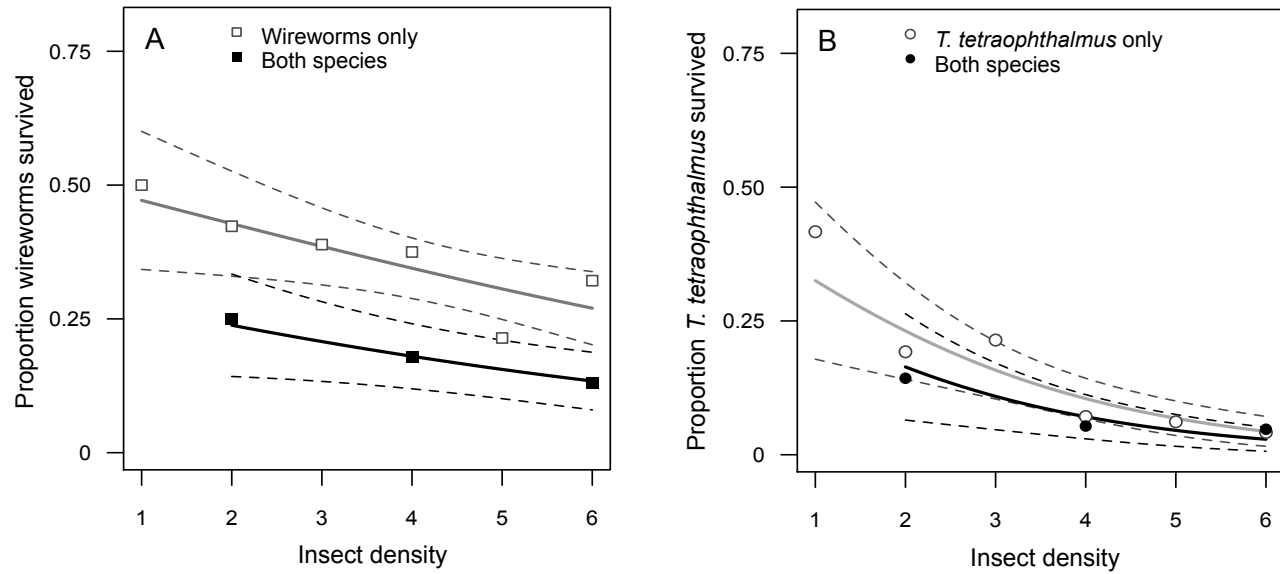 A
Wireworms only
Both species
Proportion wireworms survived
0.75
0.50
0.25
0
1 2 3 4 5 6
Insect density
B
T. tetraophthalmus only
Both species
Proportion T. tetraophthalmus survived
0.75
0.50
0.25
0
1 2 3 4 5 6
Insect density